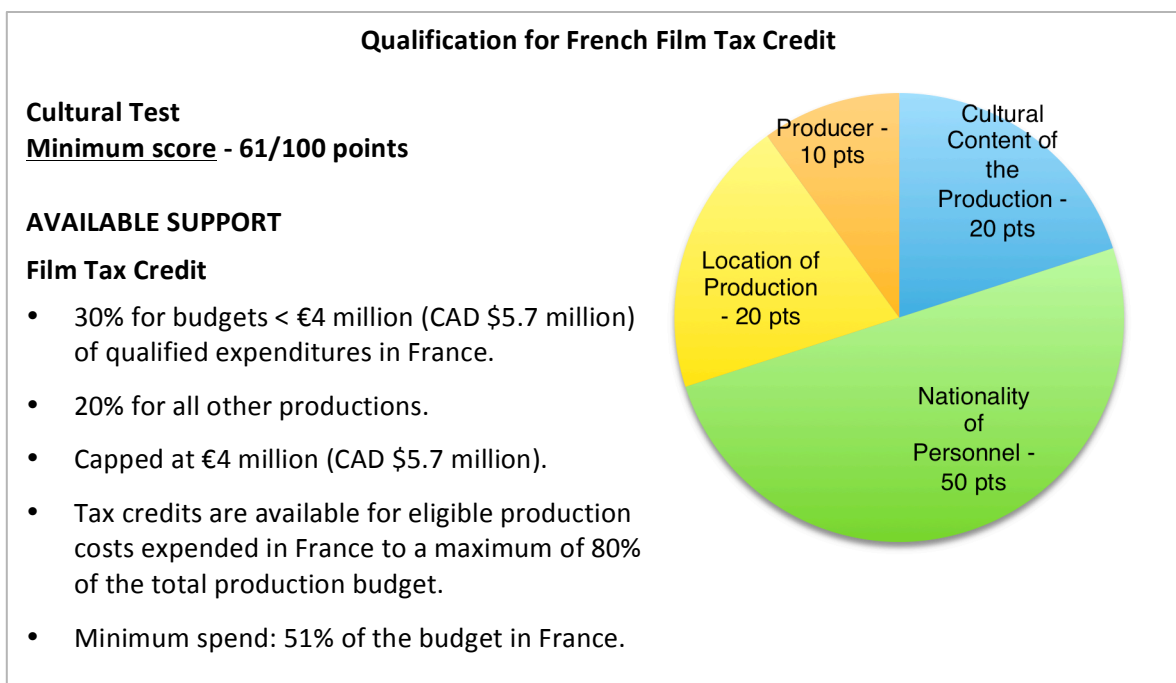 Qualification for French Film Tax Credit
Cultural Test
Minimum score - 61/100 points
AVAILABLE SUPPORT
Film Tax Credit
• 30% for budgets < €4 million (CAD $5.7 million)
of qualified expenditures in France.
• 20% for all other productions.
• Capped at €4 million (CAD $5.7 million).
• Tax credits are available for eligible production
costs expended in France to a maximum of 80%
of the total production budget.
• Minimum spend: 51% of the budget in France.
Producer -
10 pts
Cultural
Content of
the
Production -
20 pts
Location of
Production
- 20 pts
Nationality
of
Personnel -
50 pts